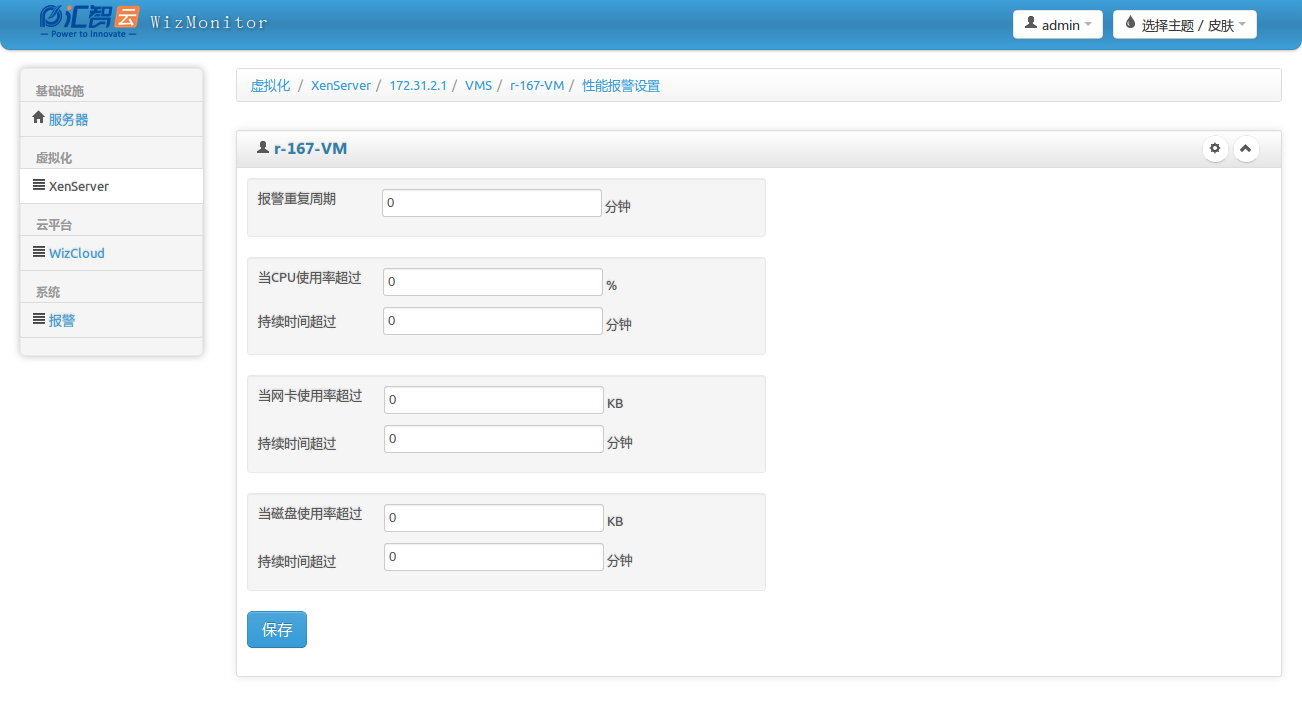 汇智云
Power to Innovate
WizMonitor
admin
选择主题 / 皮肤
基础设施
服务器
虚拟化
XenServer
云平台
WizCloud
系统
报警
虚拟化 / XenServer / 172.31.2.1 / VMS / r-167-VM / 性能报警设置
r-167-VM
报警重复周期 0 分钟
当CPU使用率超过 0 %
持续时间超过 0 分钟
当网卡使用率超过 0 KB
持续时间超过 0 分钟
当磁盘使用率超过 0 KB
持续时间超过 0 分钟
保存